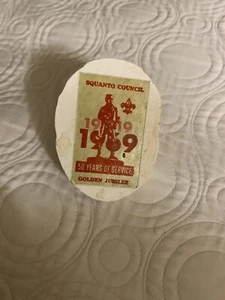 SQUANTO COUNCIL
1919
1969
50 YEARS OF SERVICE
GOLDEN JUBILEE